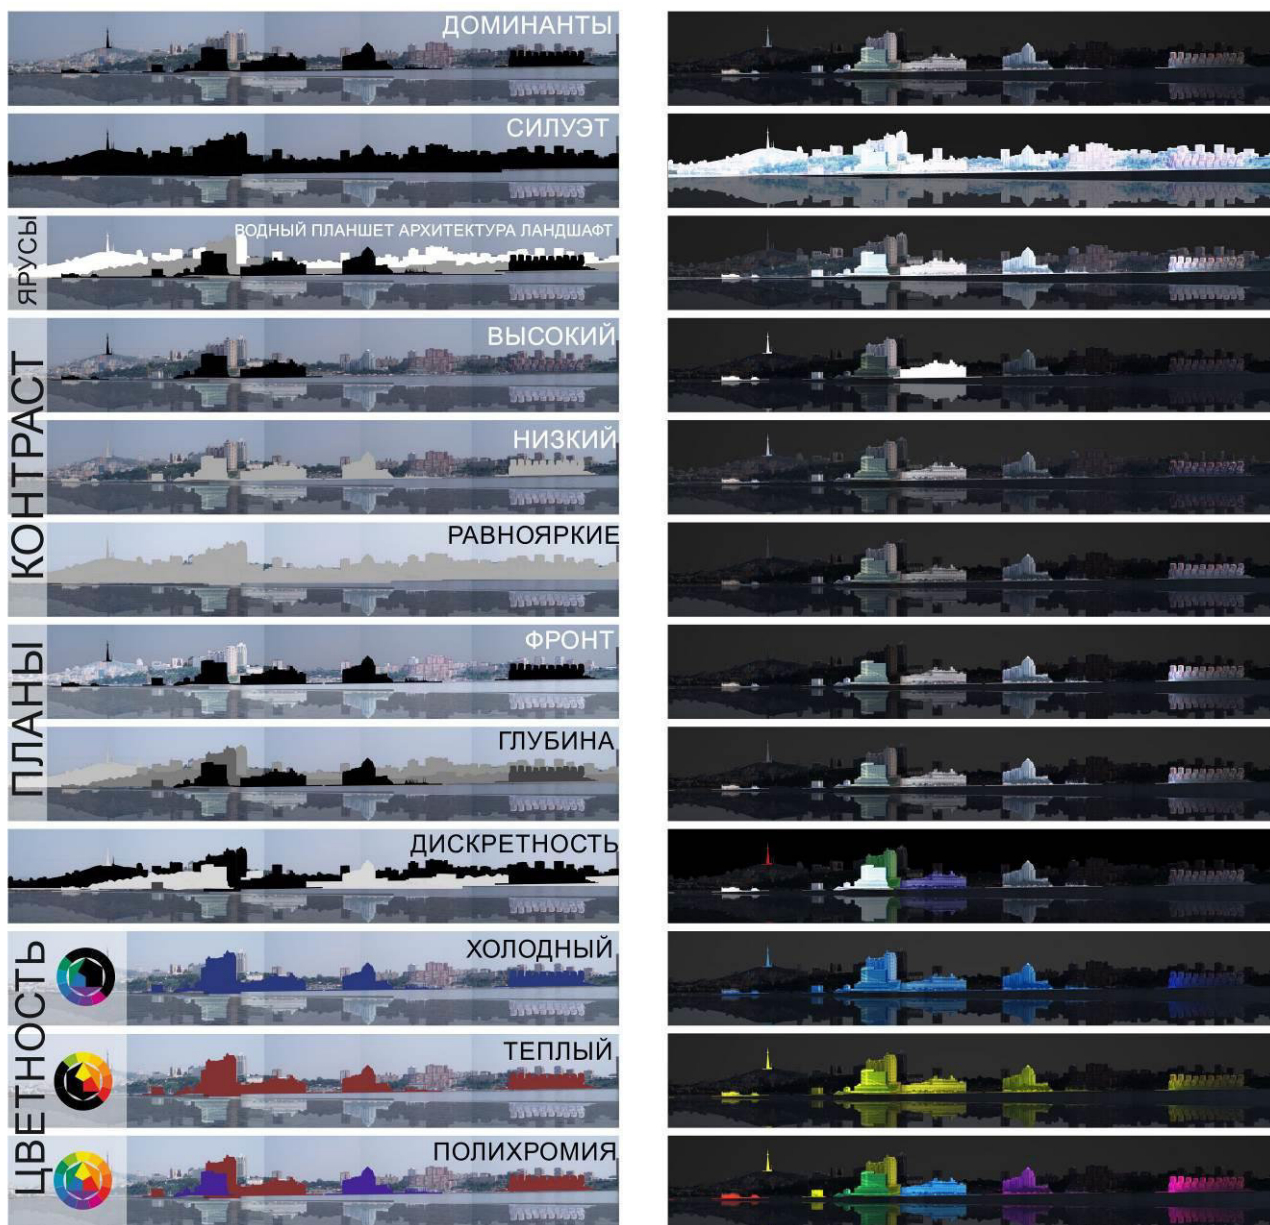 ДОМИНАНТЫ
СИЛУЭТ
ЯРУСЫ
ВОДНЫЙ ПЛАНШЕТ АРХИТЕКТУРА ЛАНДШАФТ
КОНТРАСТ
ВЫСОКИЙ
НИЗКИЙ
РАВНОЯРКИЕ
ПЛАНЫ
ФРОНТ
ГЛУБИНА
ДИСКРЕТНОСТЬ
ЦВЕТНОСТЬ
ХОЛОДНЫЙ
ТЕПЛЫЙ
ПОЛИХРОМИЯ